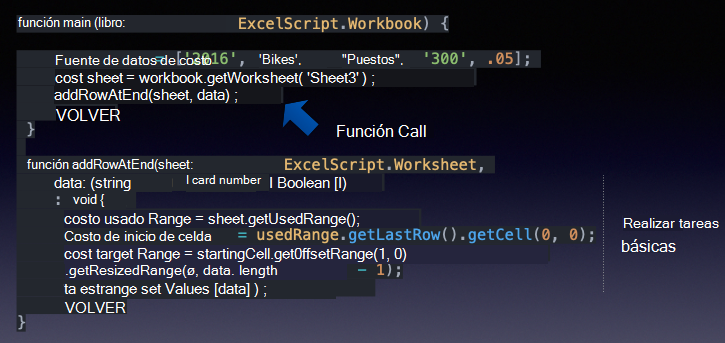 función main (libro: ExcelScript.Workbook) {
Fuente de datos de costo = ['2016', 'Bikes'. "Puestos". '300', .05];
cost sheet = workbook.getWorksheet( 'Sheet3' ) ;
addRowAtEnd(sheet, data) ;
VOLVER
}
Función Call
función addRowAtEnd(sheet: ExcelScript.Worksheet,
data: (string I card number I Boolean [I)
: void {
costo usado Range = sheet.getUsedRange();
Costo de inicio de celda = usedRange.getLastRow().getCell(0, 0);
cost target Range = startingCell.get0ffsetRange(1, 0)
.getResizedRange(ø, data. length - 1);
ta estrange set Values [data] ) ;
VOLVER
}
Realizar tareas
básicas